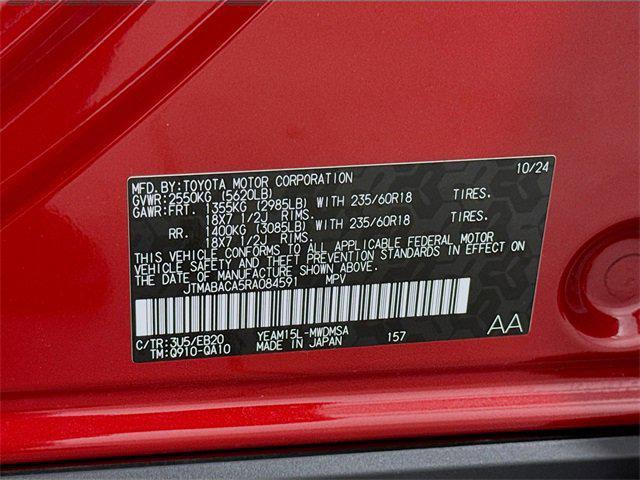 10/24
MFD.BY:TOYOTA MOTOR CORPORATION
GVWR:2550KG (5620LB)
GAWR:FRT. 1355KG (2985LB) WITH 235/60R18 TIRES.
18X7 1/2J RIMS.
RR. 1400KG (3085LB) WITH 235/60R18 TIRES.
18X7 1/2J RIMS.
THIS VEHICLE CONFORMS TO ALL APPLICABLE FEDERAL MOTOR
VEHICLE SAFETY AND THEFT PREVENTION STANDARDS IN EFFECT ON
THE DATE OF MANUFACTURE SHOWN ABOVE.
JTMABACA5RA084591 MPV
C/TR:3U5/EB20 YEAM15L-MWDMSA 157 AA
TM:Q910-QA10 MADE IN JAPAN